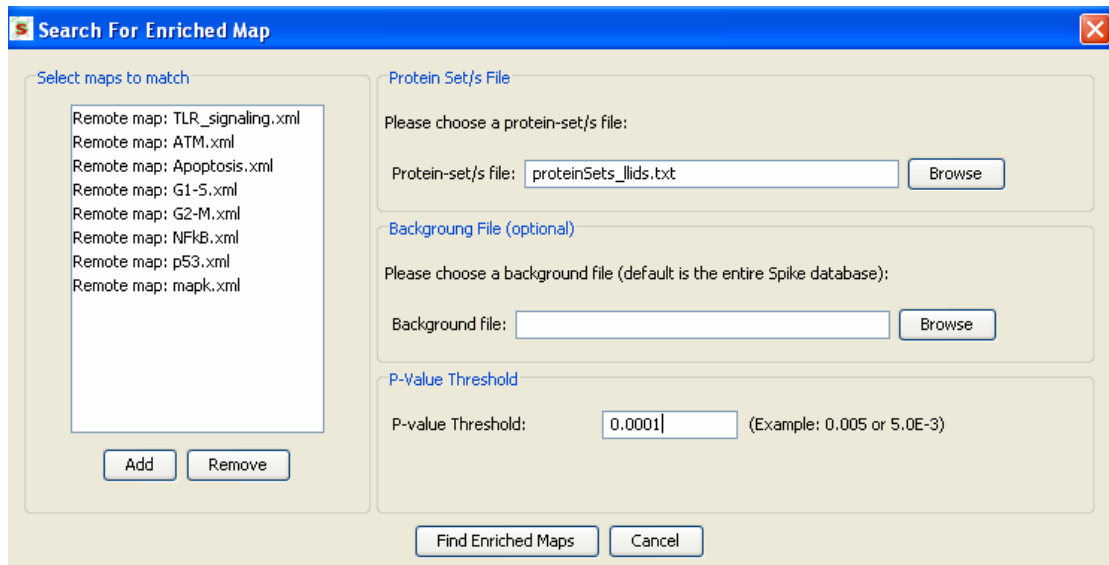 S Search For Enriched Map
Select maps to match
Remote map: TLR_signaling.xml
Remote map: ATM.xml
Remote map: Apoptosis.xml
Remote map: G1-S.xml
Remote map: G2-M.xml
Remote map: NFkB.xml
Remote map: p53.xml
Remote map: mapk.xml
Add Remove
Protein Set/s File
Please choose a protein-set/s file:
Protein-set/s file: proteinSets_llids.txt Browse
Backgroung File (optional)
Please choose a background file (default is the entire Spike database):
Background file: Browse
P-Value Threshold
P-value Threshold: 0.0001 (Example: 0.005 or 5.0E-3)
Find Enriched Maps Cancel